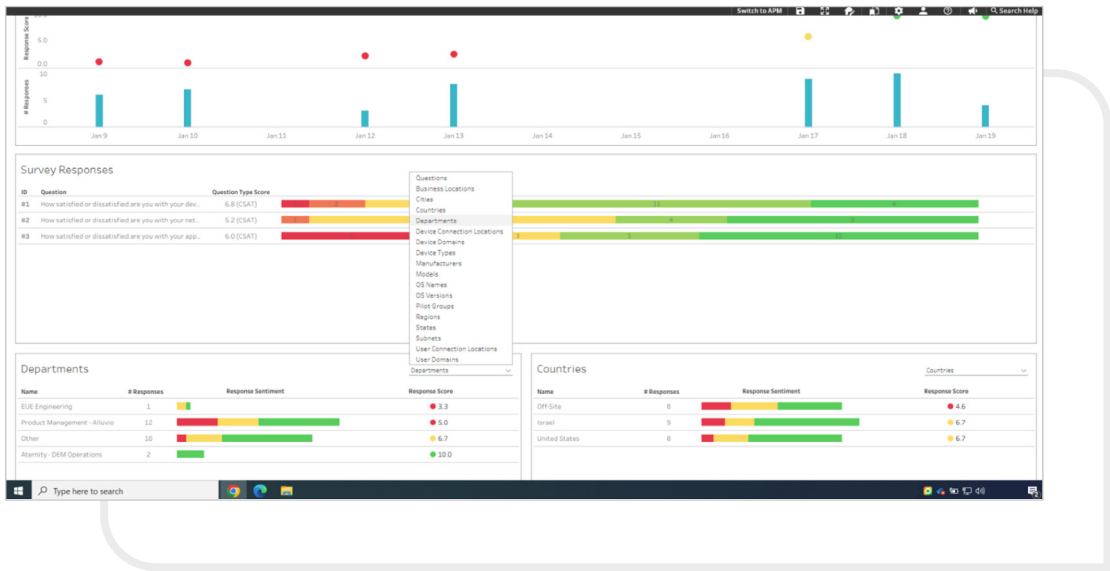 Switch to APM Search Help
Response Score
5.0
0.0
# Responses
10
5
0
Jan 9 Jan 10 Jan 11 Jan 12 Jan 13 Jan 14 Jan 15 Jan 16 Jan 17 Jan 18 Jan 19
Survey Responses
ID Question Question Type Score
#1 How satisfied or dissatisfied are you with your dev... 6.8 (CSAT)
#2 How satisfied or dissatisfied are you with your net... 5.2 (CSAT)
#3 How satisfied or dissatisfied are you with your app... 6.0 (CSAT)
Questions
Business Locations
Cities
Countries
Departments
Device Connection Locations
Device Domains
Device Types
Manufacturers
Models
OS Names
OS Versions
Pilot Groups
Regions
States
Subnets
User Connection Locations
User Domains
Departments Departments
Name # Responses Response Sentiment Response Score
EUE Engineering 1 3.3
Product Management - Alluvio 12 5.0
Other 10 6.7
Aternity - DEM Operations 2 10.0
Countries Countries
Name # Responses Response Sentiment Response Score
Off-Site 8 4.6
Israel 9 6.7
United States 8 6.7
Type here to search